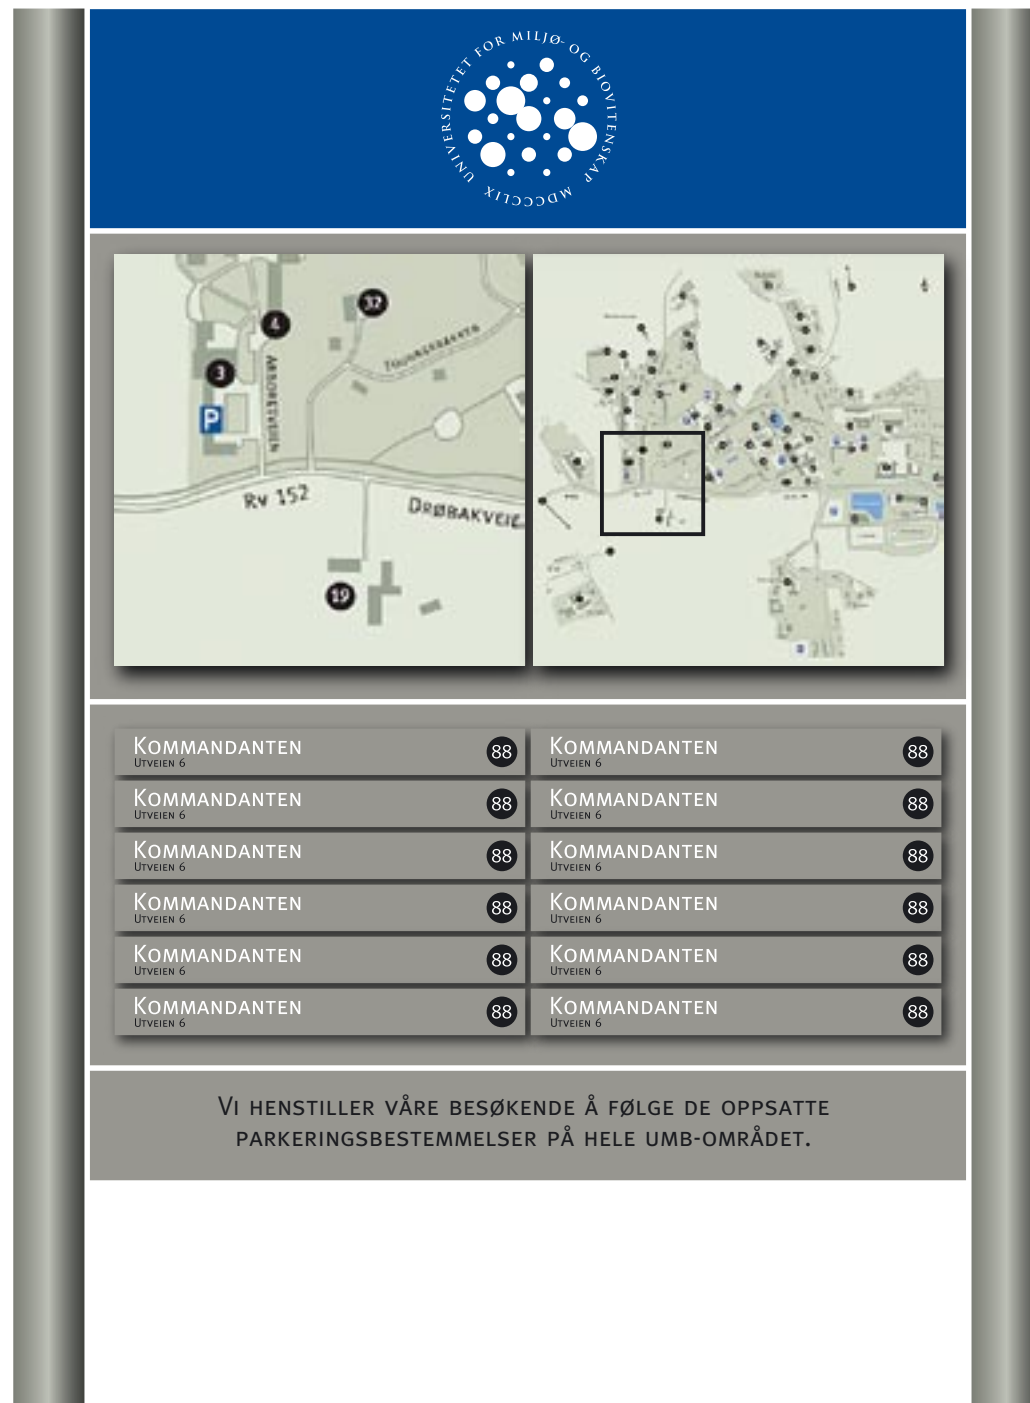 UNIVERSITETET FOR MILJØ- OG BIOVITENSKAP
MDCCCLIX
32
4
3
P
Rv 152
19
Kommandanten
Utveien 6
88
Kommandanten
Utveien 6
88
Kommandanten
Utveien 6
88
Kommandanten
Utveien 6
88
Kommandanten
Utveien 6
88
Kommandanten
Utveien 6
88
Kommandanten
Utveien 6
88
Kommandanten
Utveien 6
88
Kommandanten
Utveien 6
88
Kommandanten
Utveien 6
88
Kommandanten
Utveien 6
88
Kommandanten
Utveien 6
88
Vi henstiller våre besøkende å følge de oppsatte
parkeringsbestemmelser på hele UMB-området.